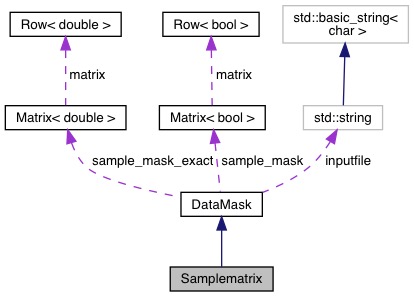 Row< double >
Row< bool >
std::basic_string<
char >
matrix
matrix
Matrix< double >
Matrix< bool >
std::string
sample_mask_exact
sample_mask
inputfile
DataMask
Samplematrix